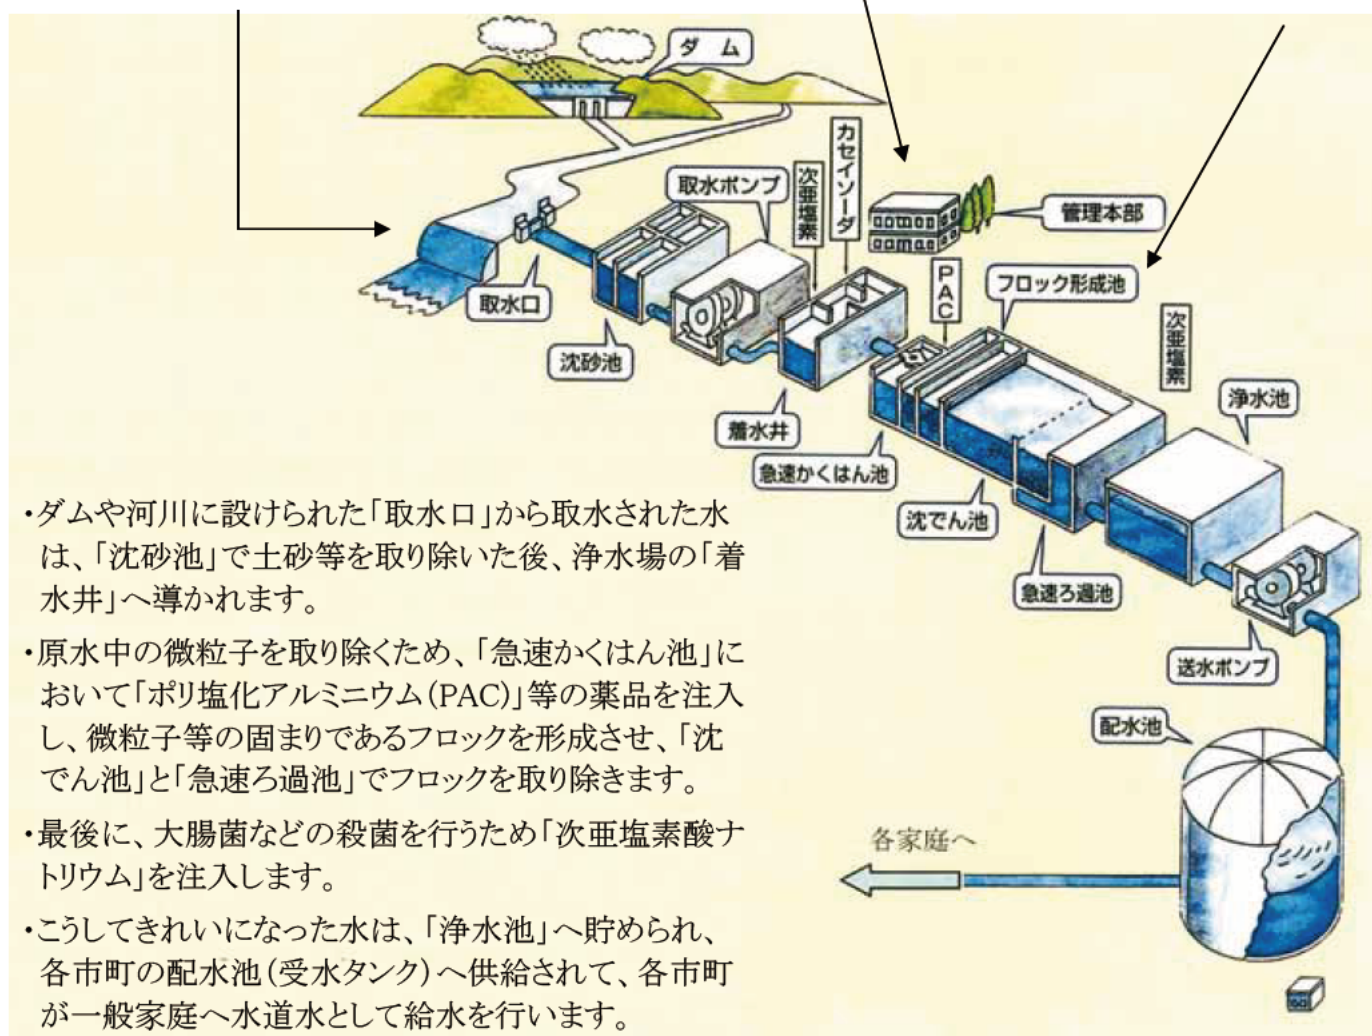 ダム
カセイソーダ
次亜塩素
取水ポンプ
管理本部
PAC
フロック形成池
次亜塩素
取水口
沈砂池
着水井
急速かくはん池
沈でん池
急速ろ過池
浄水池
送水ポンプ
配水池
各家庭へ
・ダムや河川に設けられた「取水口」から取水された水
は、「沈砂池」で土砂等を取り除いた後、浄水場の「着
水井」へ導かれます。
・原水中の微粒子を取り除くため、「急速かくはん池」に
おいて「ポリ塩化アルミニウム(PAC)」等の薬品を注入
し、微粒子等の固まりであるフロックを形成させ、「沈
でん池」と「急速ろ過池」でフロックを取り除きます。
・最後に、大腸菌などの殺菌を行うため「次亜塩素酸ナ
トリウム」を注入します。
・こうしてきれいになった水は、「浄水池」へ貯められ、
各市町の配水池(受水タンク)へ供給されて、各市町
が一般家庭へ水道水として給水を行います。